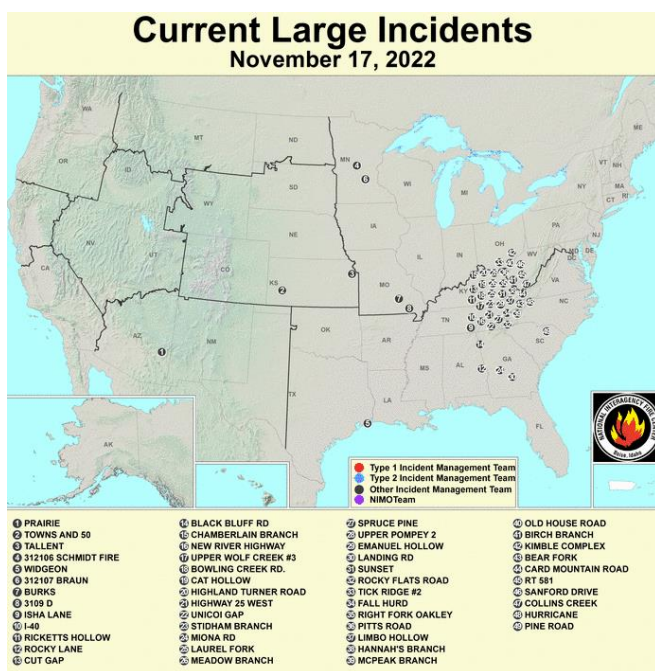 Current Large Incidents
November 17, 2022
WA
MT
ND
MN
ME
OR
ID
SD
WI
MI
VT
NH
NY
MA
CT
RI
WY
IA
PA
NJ
NV
UT
NE
IL
IN
OH
WV
MD
DE
DC
CA
CO
KS
MO
KY
VA
TN
NC
AZ
NM
OK
AR
SC
MS
AL
GA
TX
LA
FL
AK
NATIONAL INTERAGENCY FIRE CENTER
Boise, Idaho
Type 1 Incident Management Team
Type 2 Incident Management Team
Other Incident Management Team
NIMOTeam
1 PRAIRIE
2 TOWNS AND 50
3 TALLENT
4 312106 SCHMIDT FIRE
5 WIDGEON
6 312107 BRAUN
7 BURKS
8 3109 D
9 ISHA LANE
10 I-40
11 RICKETTS HOLLOW
12 ROCKY LANE
13 CUT GAP
14 BLACK BLUFF RD
15 CHAMBERLAIN BRANCH
16 NEW RIVER HIGHWAY
17 UPPER WOLF CREEK #3
18 BOWLING CREEK RD.
19 CAT HOLLOW
20 HIGHLAND TURNER ROAD
21 HIGHWAY 25 WEST
22 UNICOI GAP
23 STIDHAM BRANCH
24 MIONA RD
25 LAUREL FORK
26 MEADOW BRANCH
27 SPRUCE PINE
28 UPPER POMPEY 2
29 EMANUEL HOLLOW
30 LANDING RD
31 SUNSET
32 ROCKY FLATS ROAD
33 TICK RIDGE #2
34 FALL HURD
35 RIGHT FORK OAKLEY
36 PITTS ROAD
37 LIMBO HOLLOW
38 HANNAH'S BRANCH
39 MCPEAK BRANCH
40 OLD HOUSE ROAD
41 BIRCH BRANCH
42 KIMBLE COMPLEX
43 BEAR FORK
44 CARD MOUNTAIN ROAD
45 RT 581
46 SANFORD DRIVE
47 COLLINS CREEK
48 HURRICANE
49 PINE ROAD